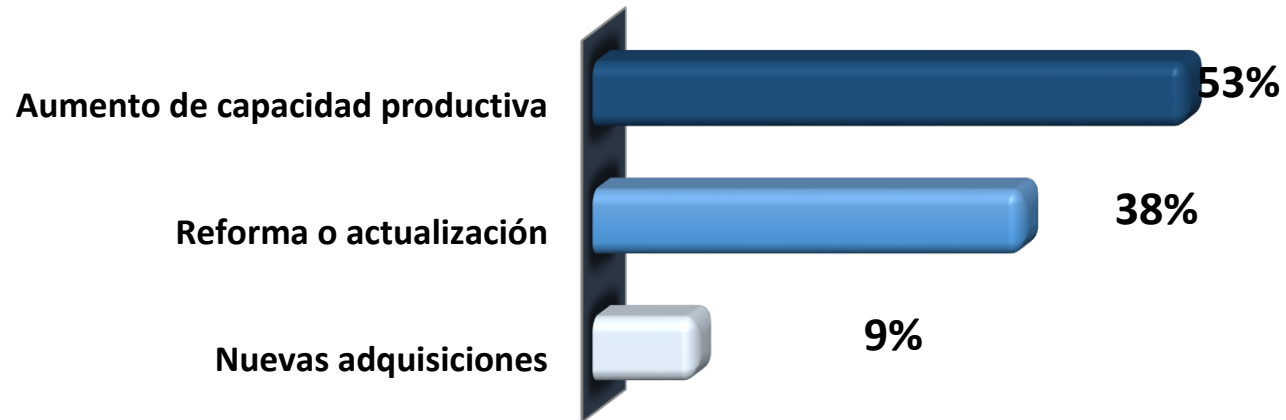 Aumento de capacidad productiva
53%
Reforma o actualización
38%
Nuevas adquisiciones
9%